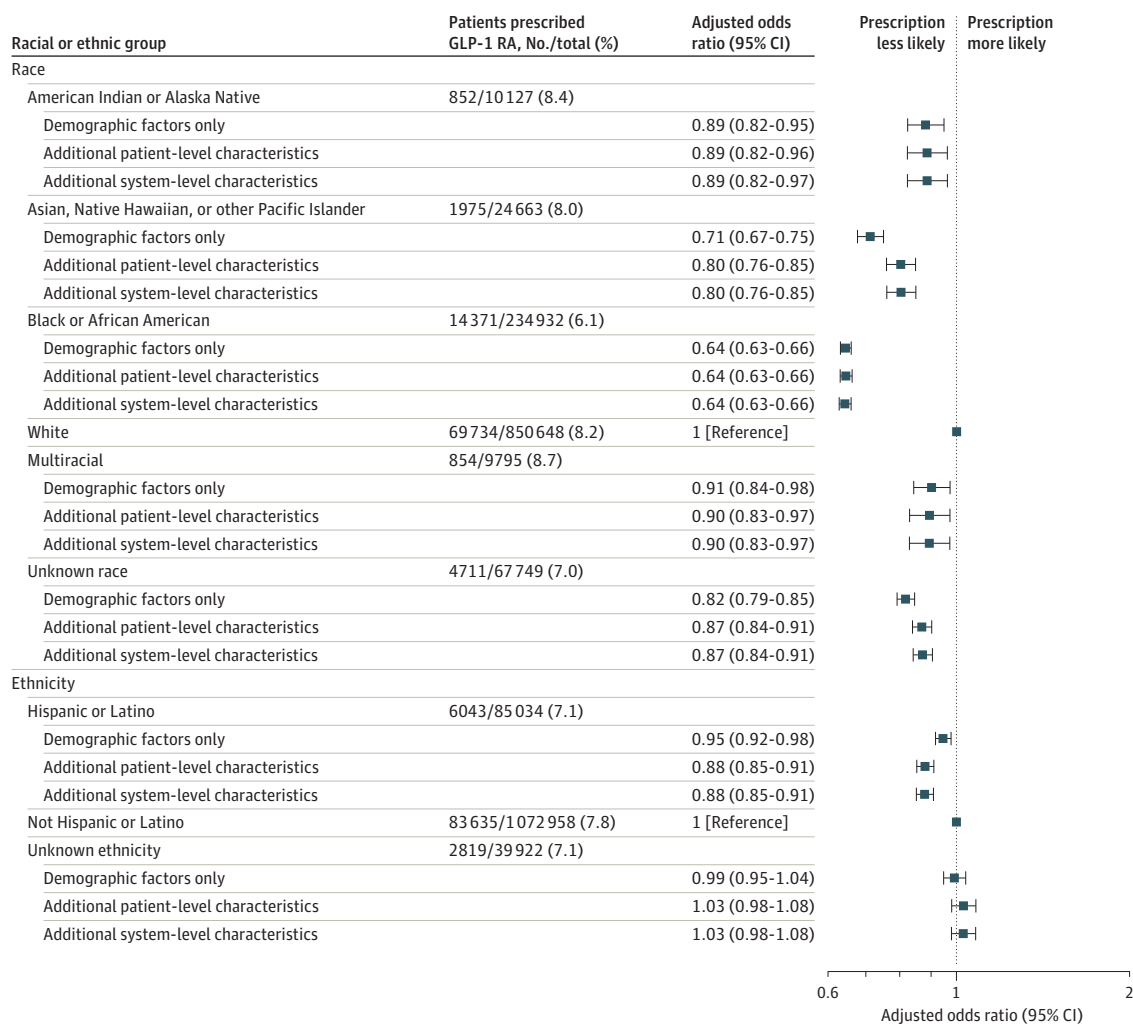 Racial or ethnic group Patients prescribed GLP-1 RA, No./total (%) Adjusted odds ratio (95% CI) Prescription less likely Prescription more likely
Race
American Indian or Alaska Native 852/10 127 (8.4)
Demographic factors only 0.89 (0.82-0.95)
Additional patient-level characteristics 0.89 (0.82-0.96)
Additional system-level characteristics 0.89 (0.82-0.97)
Asian, Native Hawaiian, or other Pacific Islander 1975/24 663 (8.0)
Demographic factors only 0.71 (0.67-0.75)
Additional patient-level characteristics 0.80 (0.76-0.85)
Additional system-level characteristics 0.80 (0.76-0.85)
Black or African American 14 371/234 932 (6.1)
Demographic factors only 0.64 (0.63-0.66)
Additional patient-level characteristics 0.64 (0.63-0.66)
Additional system-level characteristics 0.64 (0.63-0.66)
White 69 734/850 648 (8.2) 1 [Reference]
Multiracial 854/9795 (8.7)
Demographic factors only 0.91 (0.84-0.98)
Additional patient-level characteristics 0.90 (0.83-0.97)
Additional system-level characteristics 0.90 (0.83-0.97)
Unknown race 4711/67 749 (7.0)
Demographic factors only 0.82 (0.79-0.85)
Additional patient-level characteristics 0.87 (0.84-0.91)
Additional system-level characteristics 0.87 (0.84-0.91)
Ethnicity
Hispanic or Latino 6043/85 034 (7.1)
Demographic factors only 0.95 (0.92-0.98)
Additional patient-level characteristics 0.88 (0.85-0.91)
Additional system-level characteristics 0.88 (0.85-0.91)
Not Hispanic or Latino 83 635/1 072 958 (7.8) 1 [Reference]
Unknown ethnicity 2819/39 922 (7.1)
Demographic factors only 0.99 (0.95-1.04)
Additional patient-level characteristics 1.03 (0.98-1.08)
Additional system-level characteristics 1.03 (0.98-1.08)
0.6 1 2
Adjusted odds ratio (95% CI)